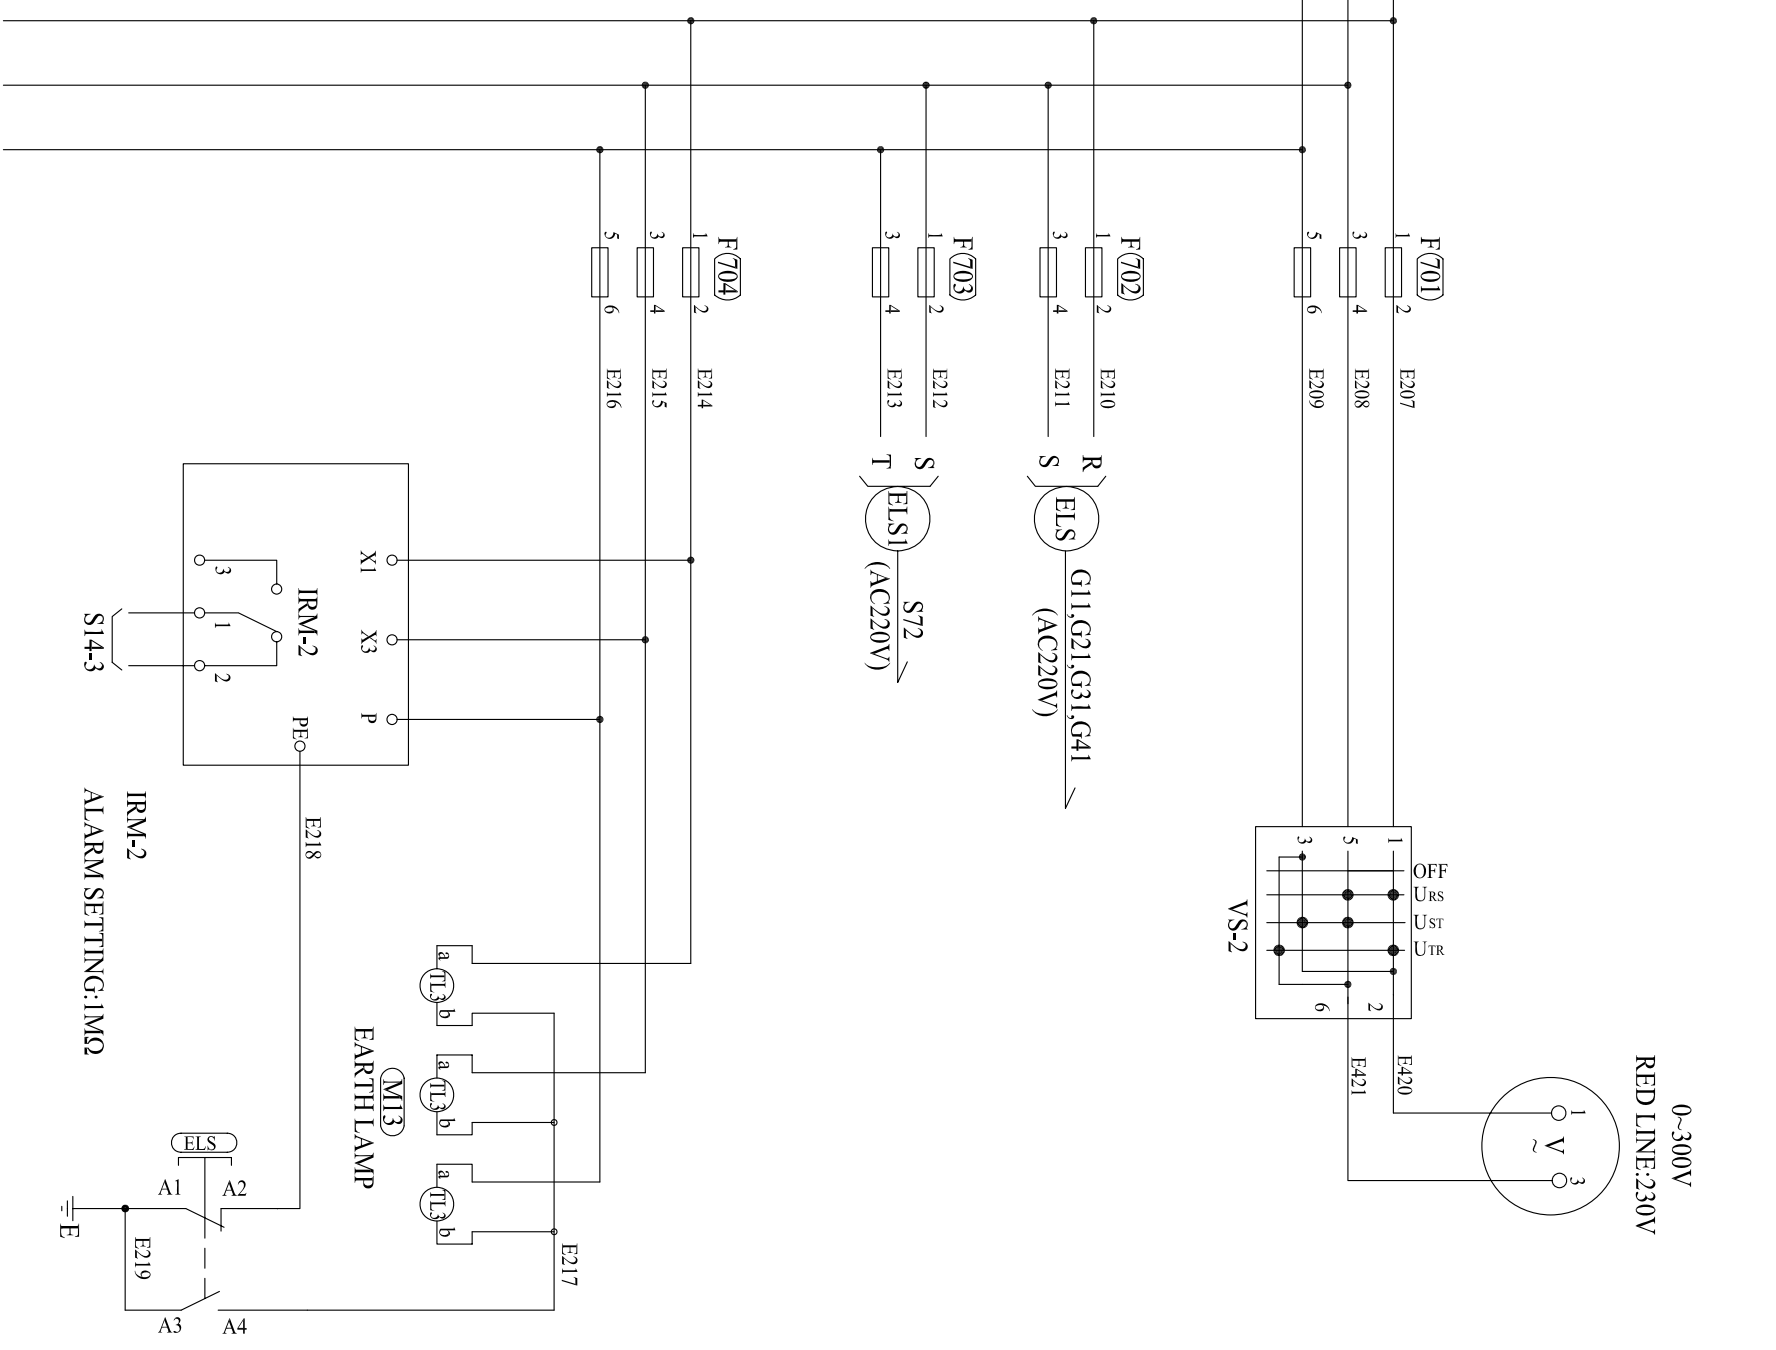 F 704
1
2
3
4
5
6
F 703
1
2
3
4
F 702
1
2
3
4
F 701
1
2
3
4
5
6
E216
E215
E214
E213
E212
E211
E210
E209
E208
E207
T
S
S
R
ELS1
ELS
S72
(AC220V)
G11,G21,G31,G41
(AC220V)
X1
X3
P
PE
IRM-2
3
1
2
S14-3
IRM-2
ALARM SETTING:1MΩ
E218
3
5
1
OFF
URS
UST
UTR
VS-2
6
2
E421
E420
1
V
~
3
0~300V
RED LINE:230V
a
TL3
b
a
TL3
b
a
TL3
b
M13
EARTH LAMP
E217
ELS
A1
A2
E
E219
A3
A4